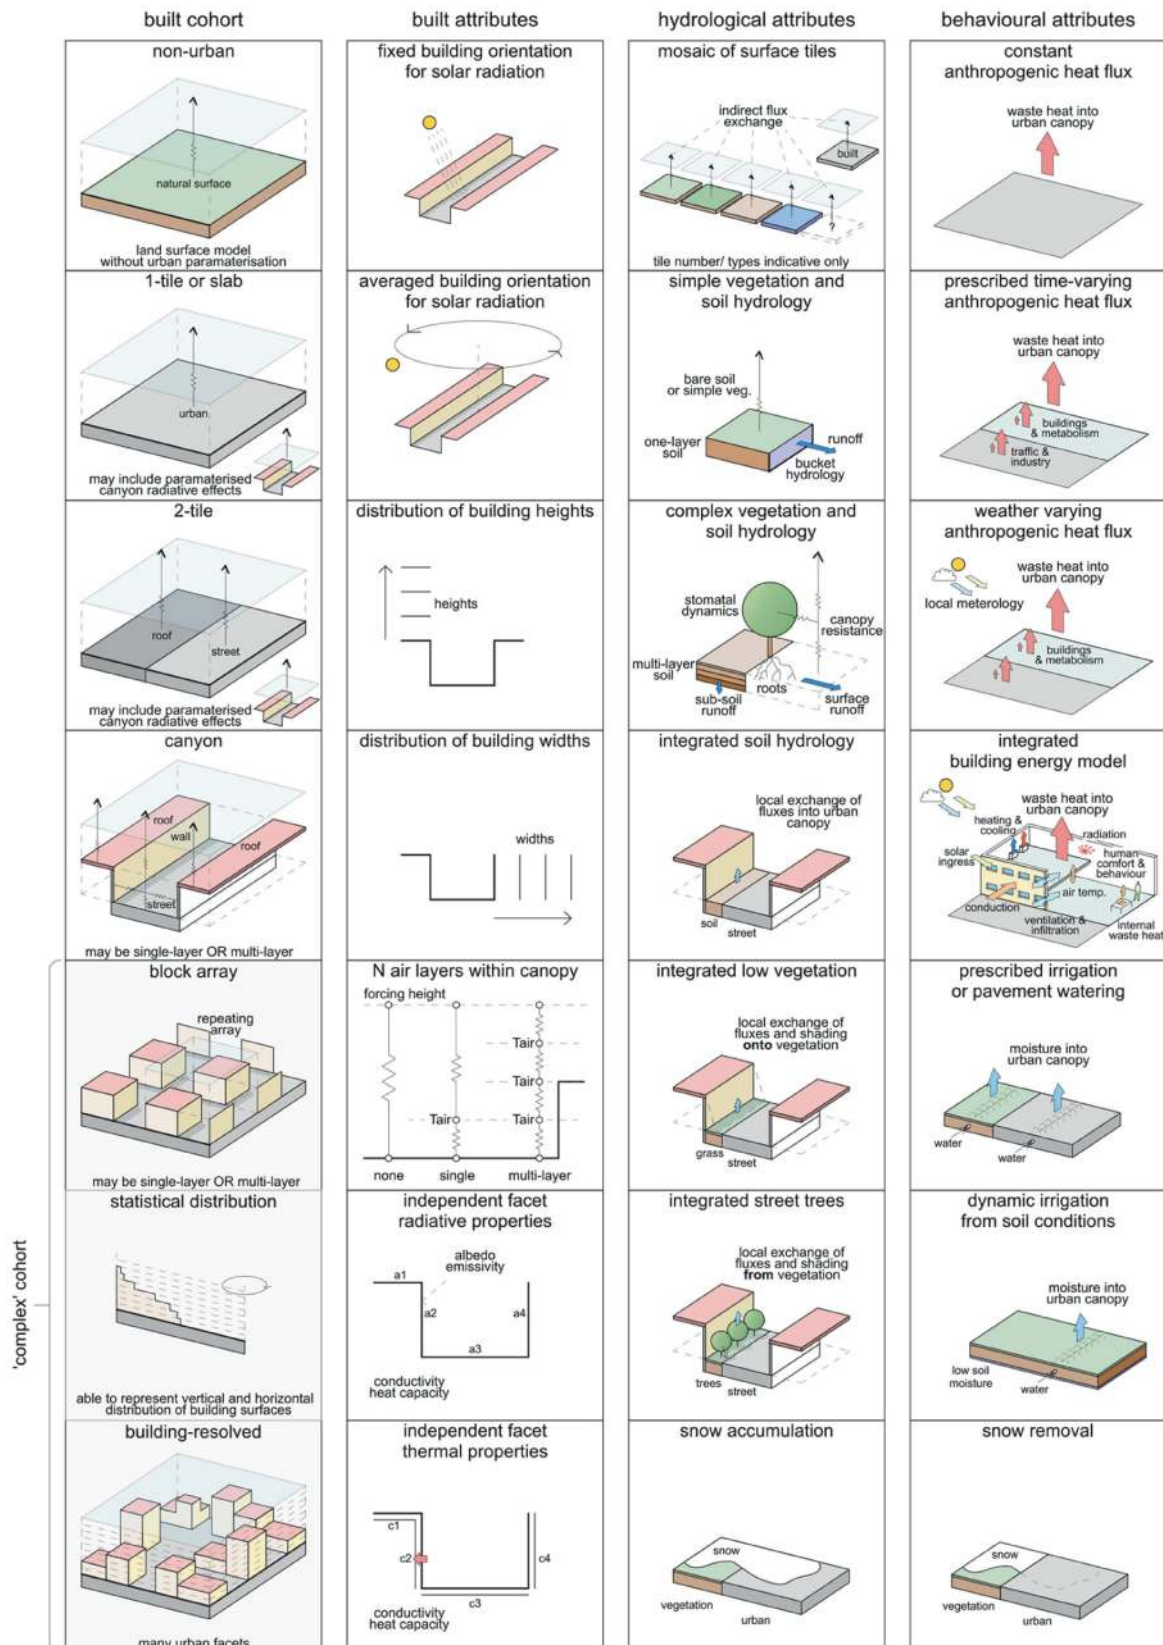 built cohort
built attributes
hydrological attributes
behavioural attributes
non-urban
natural surface
land surface model
without urban paramaterisation
fixed building orientation
for solar radiation
mosaic of surface tiles
indirect flux
exchange
built
?
tile number/ types indicative only
constant
anthropogenic heat flux
waste heat into
urban canopy
1-tile or slab
urban
may include paramaterised
canyon radiative effects
averaged building orientation
for solar radiation
simple vegetation and
soil hydrology
bare soil
or simple veg.
one-layer
soil
runoff
bucket
hydrology
prescribed time-varying
anthropogenic heat flux
waste heat into
urban canopy
buildings
& metabolism
traffic &
industry
2-tile
roof
street
may include paramaterised
canyon radiative effects
distribution of building heights
heights
complex vegetation and
soil hydrology
stomatal
dynamics
canopy
resistance
multi-layer
soil
sub-soil
runoff
roots
surface
runoff
weather varying
anthropogenic heat flux
waste heat into
urban canopy
local meterology
buildings
& metabolism
canyon
roof
wall
roof
street
may be single-layer OR multi-layer
distribution of building widths
widths
integrated soil hydrology
local exchange of
fluxes into urban
canopy
soil
street
integrated
building energy model
waste heat into
urban canopy
heating &
cooling
radiation
solar
ingress
human
comfort &
behaviour
air temp.
conduction
ventilation &
infiltration
internal
waste heat
'complex' cohort
block array
repeating
array
may be single-layer OR multi-layer
N air layers within canopy
forcing height
Tair
Tair
Tair
Tair
none
single
multi-layer
integrated low vegetation
local exchange of
fluxes and shading
onto vegetation
grass
street
prescribed irrigation
or pavement watering
moisture into
urban canopy
water
water
statistical distribution
able to represent vertical and horizontal
distribution of building surfaces
independent facet
radiative properties
albedo
emissivity
a1
a2
a4
a3
conductivity
heat capacity
integrated street trees
local exchange of
fluxes and shading
from vegetation
trees
street
dynamic irrigation
from soil conditions
moisture into
urban canopy
low soil
moisture
water
building-resolved
many urban facets
independent facet
thermal properties
c1
c2
c4
c3
conductivity
heat capacity
snow accumulation
snow
vegetation
urban
snow removal
snow
vegetation
urban